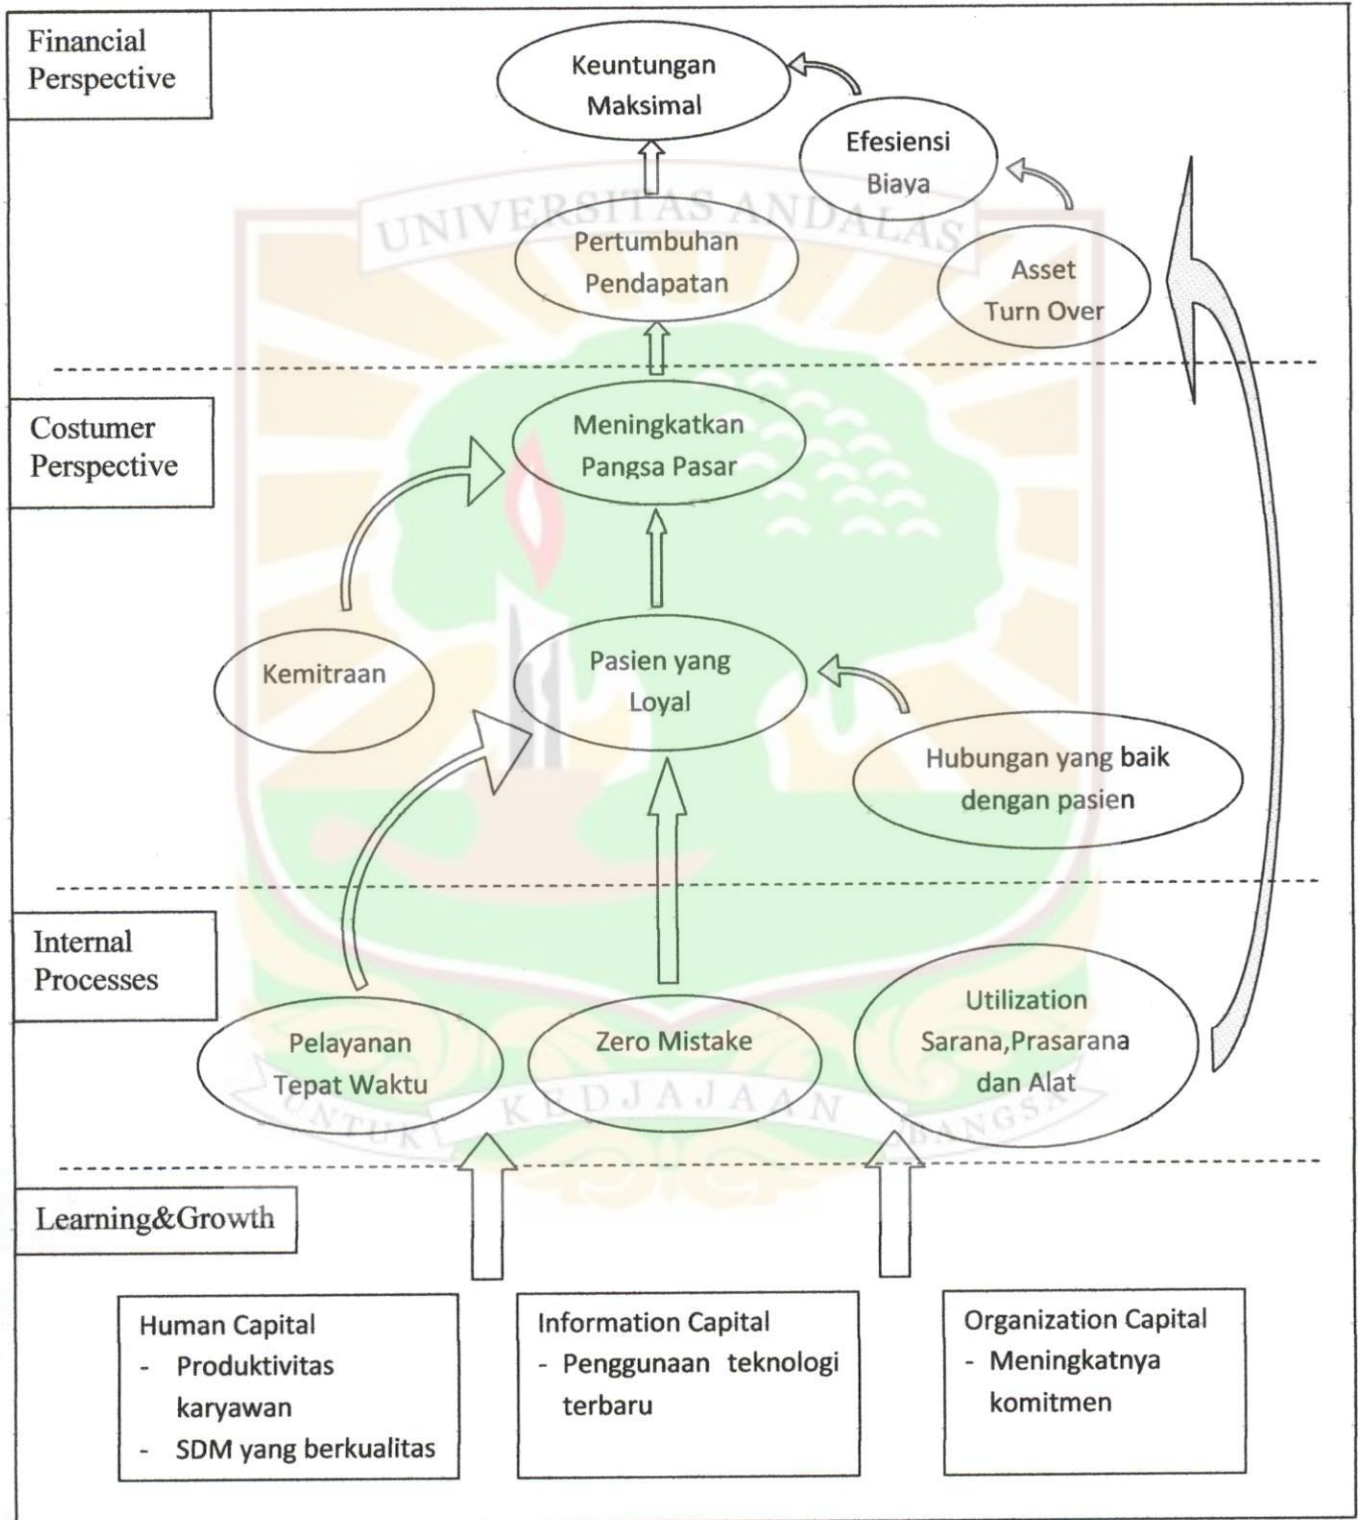 Financial
Perspective
Keuntungan
Maksimal
Efesiensi
Biaya
UNIVERSITAS ANDALAS
Pertumbuhan
Pendapatan
Asset
Turn Over
Costumer
Perspective
Meningkatkan
Pangsa Pasar
Kemitraan
Pasien yang
Loyal
Hubungan yang baik
dengan pasien
Internal
Processes
Pelayanan
Tepat Waktu
Zero Mistake
Utilization
Sarana,Prasarana
dan Alat
UNTUK KEDJAJAAN BANGSA
Learning&Growth
Human Capital
- Produktivitas
karyawan
- SDM yang berkualitas
Information Capital
- Penggunaan teknologi
terbaru
Organization Capital
- Meningkatnya
komitmen